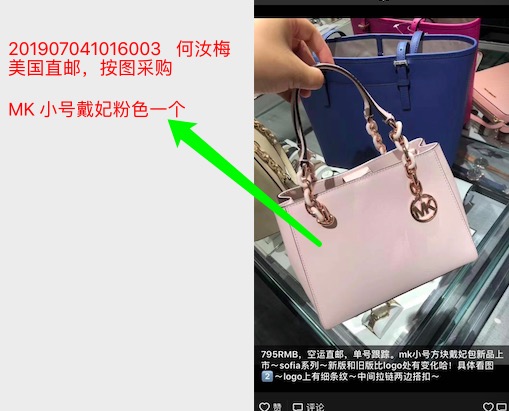 201907041016003 何汝梅
美国直邮，按图采购
MK 小号戴妃粉色一个
MK
795RMB，空运直邮，单号跟踪。mk小号方块戴妃包新品上
市～sofia系列～新版和旧版比logo处有变化哈！具体看图
2～logo上有细条纹～中间拉链两边搭扣～
赞 评论